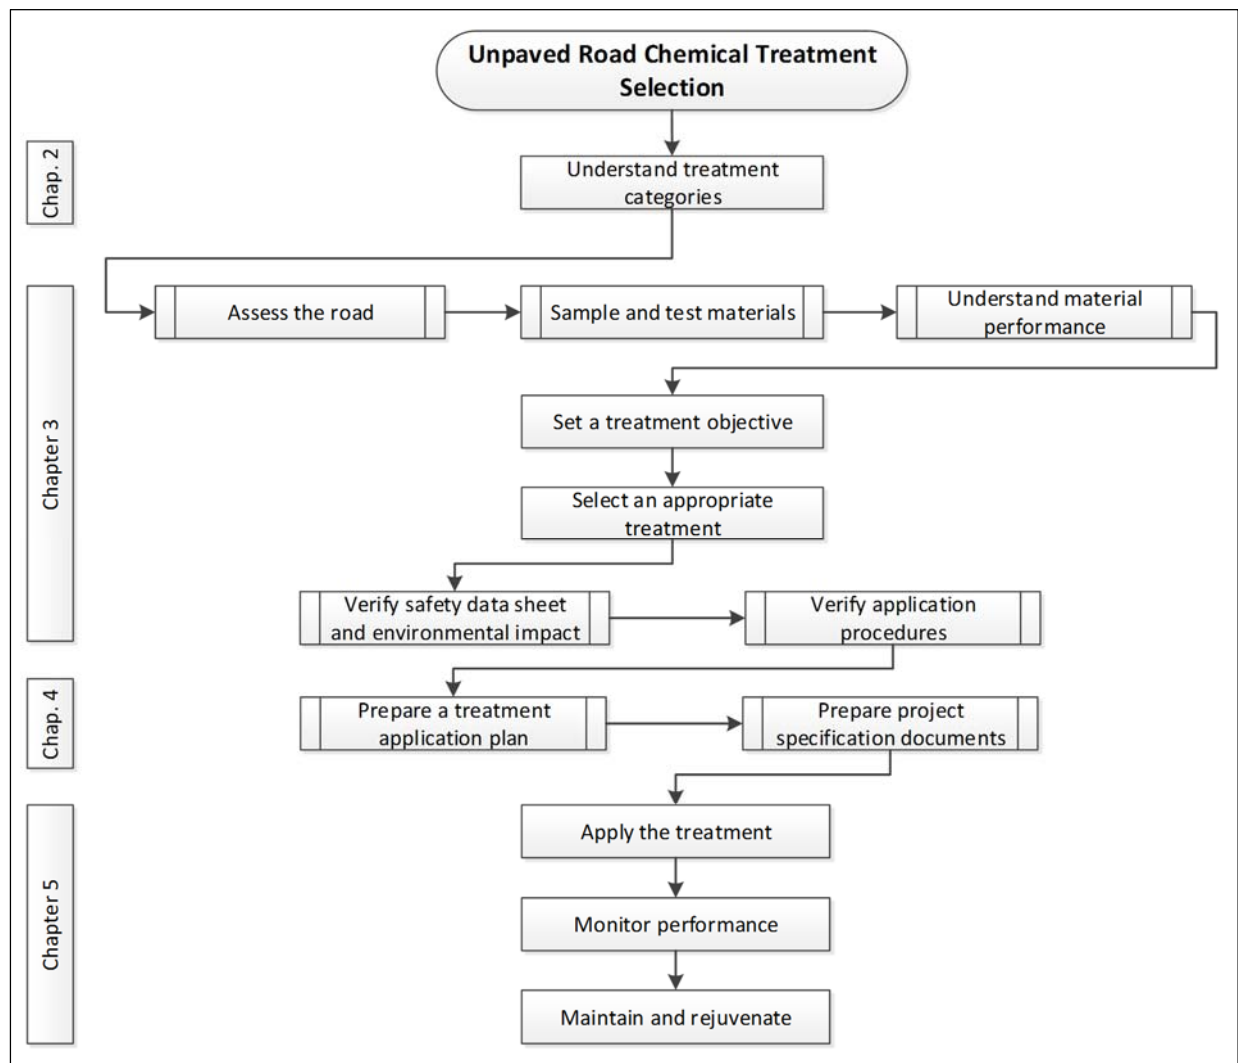 Unpaved Road Chemical Treatment
Selection
Chap. 2
Understand treatment
categories
Chapter 3
Assess the road
Sample and test materials
Understand material
performance
Set a treatment objective
Select an appropriate
treatment
Verify safety data sheet
and environmental impact
Verify application
procedures
Chap. 4
Prepare a treatment
application plan
Prepare project
specification documents
Chapter 5
Apply the treatment
Monitor performance
Maintain and rejuvenate